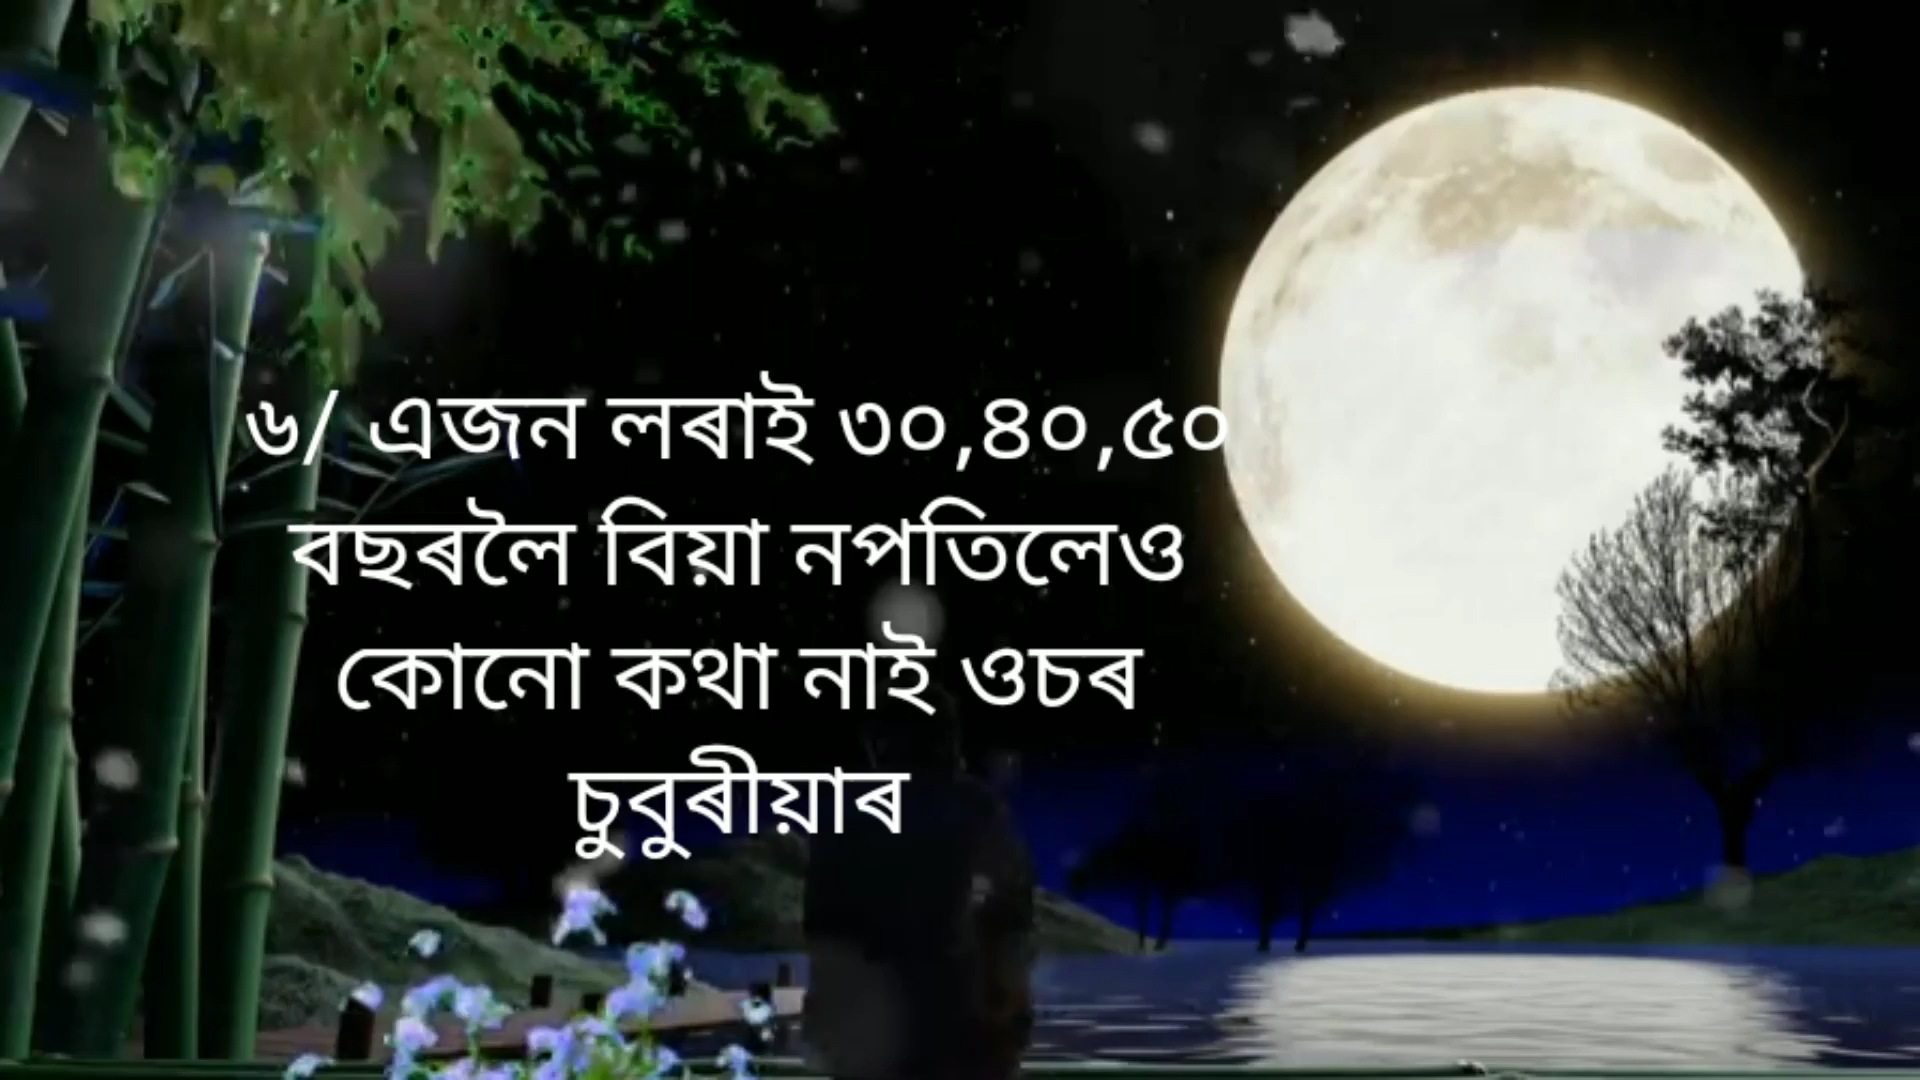 ৬/ এজন লৰাই ৩০,৪০,৫০
বছৰলৈ বিয়া নপতিলেও
কোনো কথা নাই ওচৰ
চুবুৰীয়াৰ